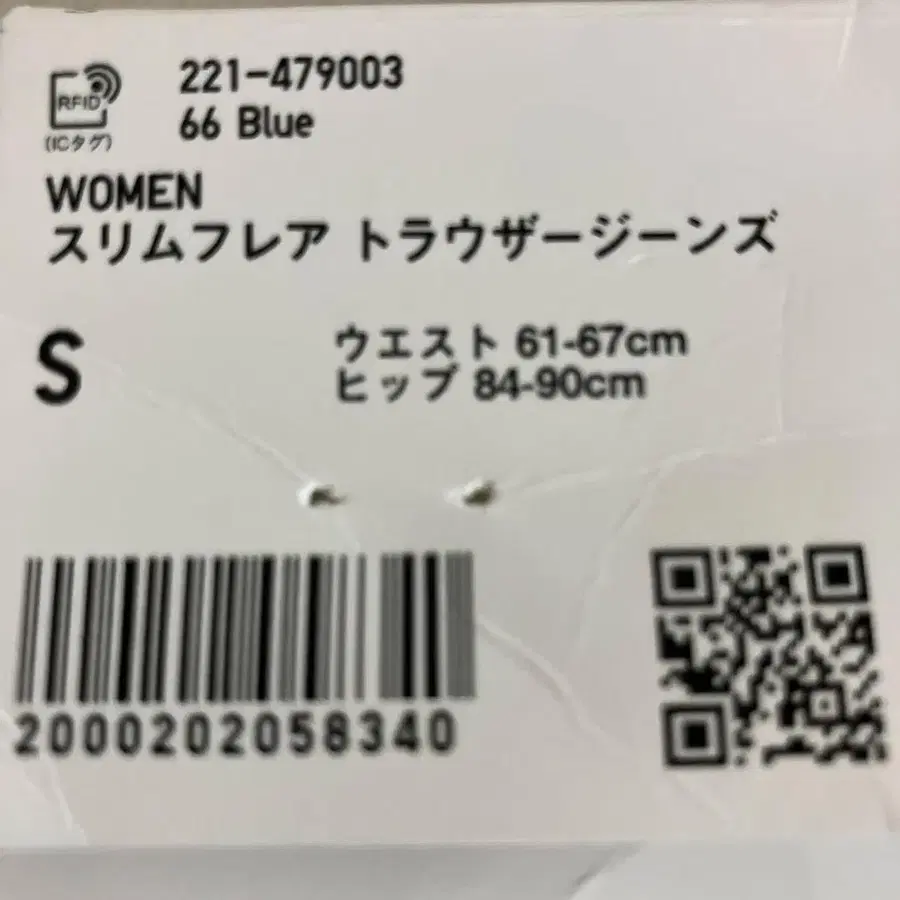 RFID
(ICタグ)
221-479003
66 Blue
WOMEN
スリムフレア トラウザージーンズ
S
ウエスト 61-67cm
ヒップ 84-90cm
2000202058340